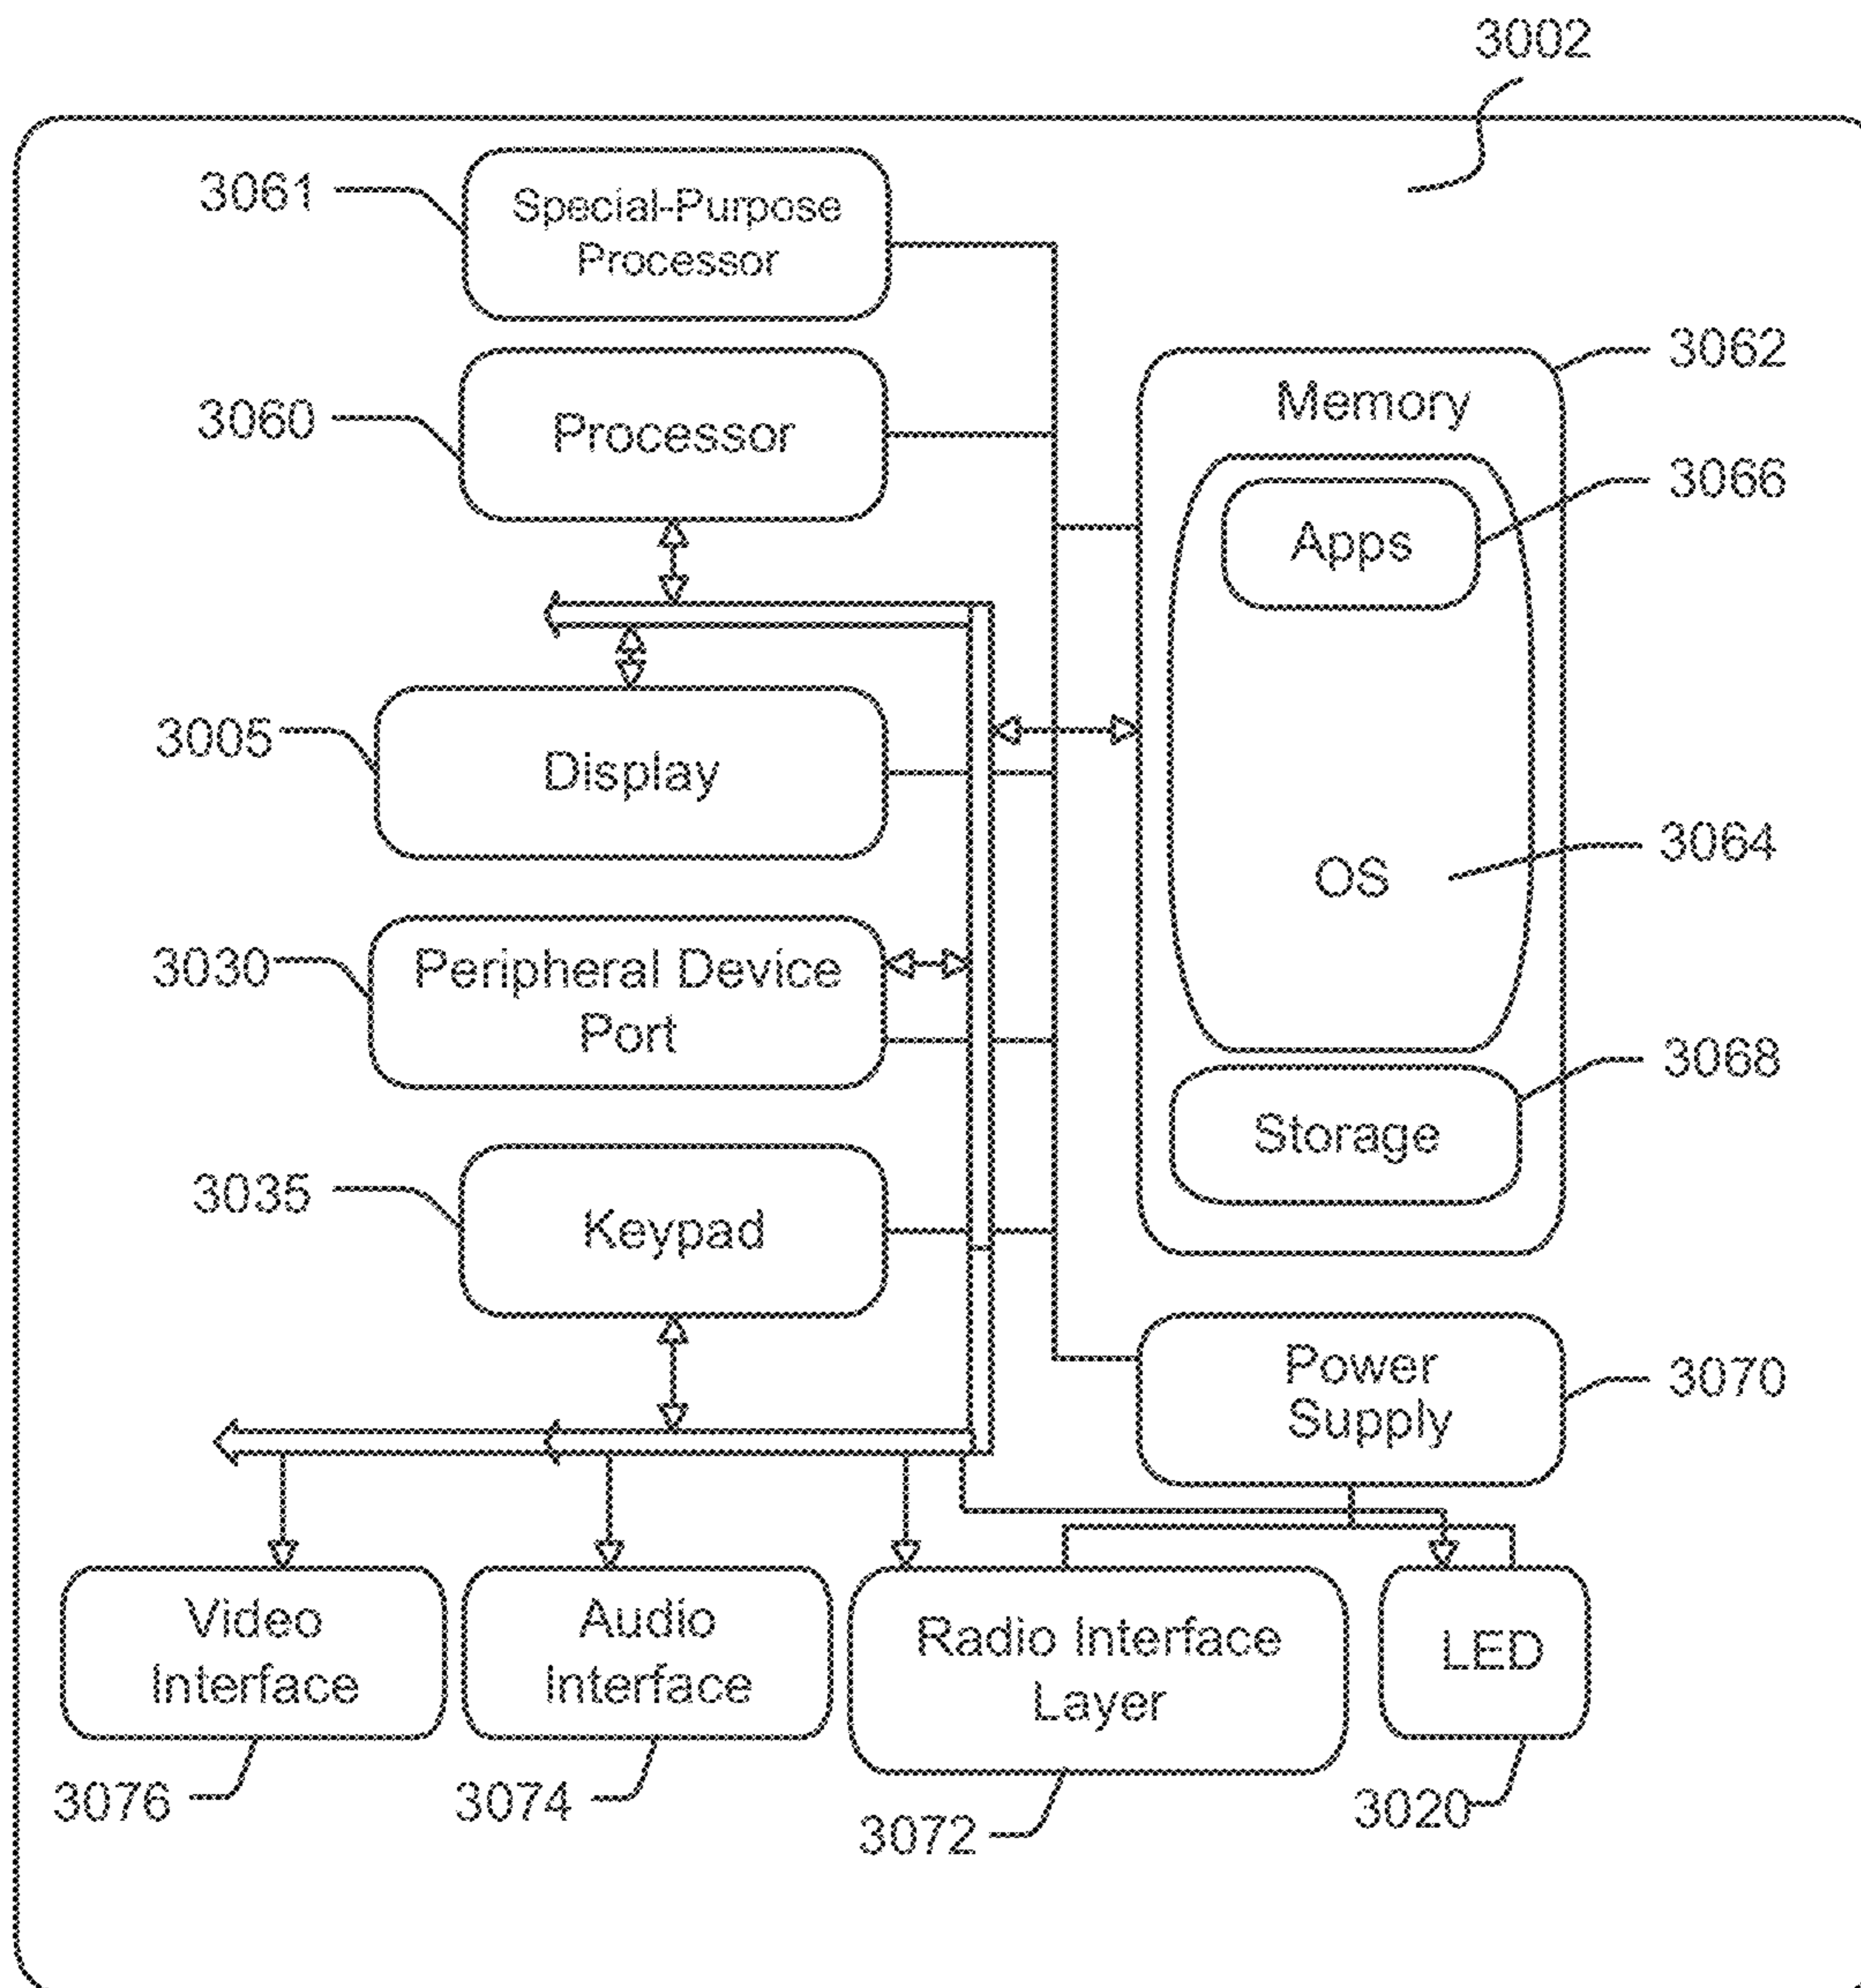 3002
3061
Special-Purpose
Processor
3062
Memory
3060
Processor
3066
Apps
3005
Display
3064
OS
3030
Peripheral Device
Port
3068
Storage
3035
Keypad
Power
Supply
3070
Video
Interface
Audio
Interface
Radio Interface
Layer
LED
3076
3074
3072
3020